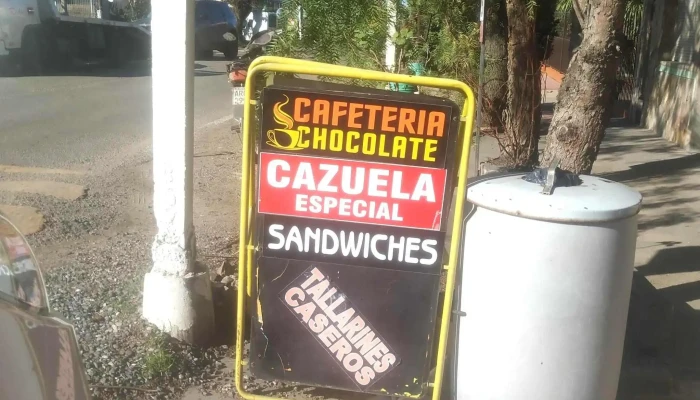 CAFETERIA
CHOCOLATE
CAZUELA
ESPECIAL
SANDWICHES
TALLARINES
CASEROS